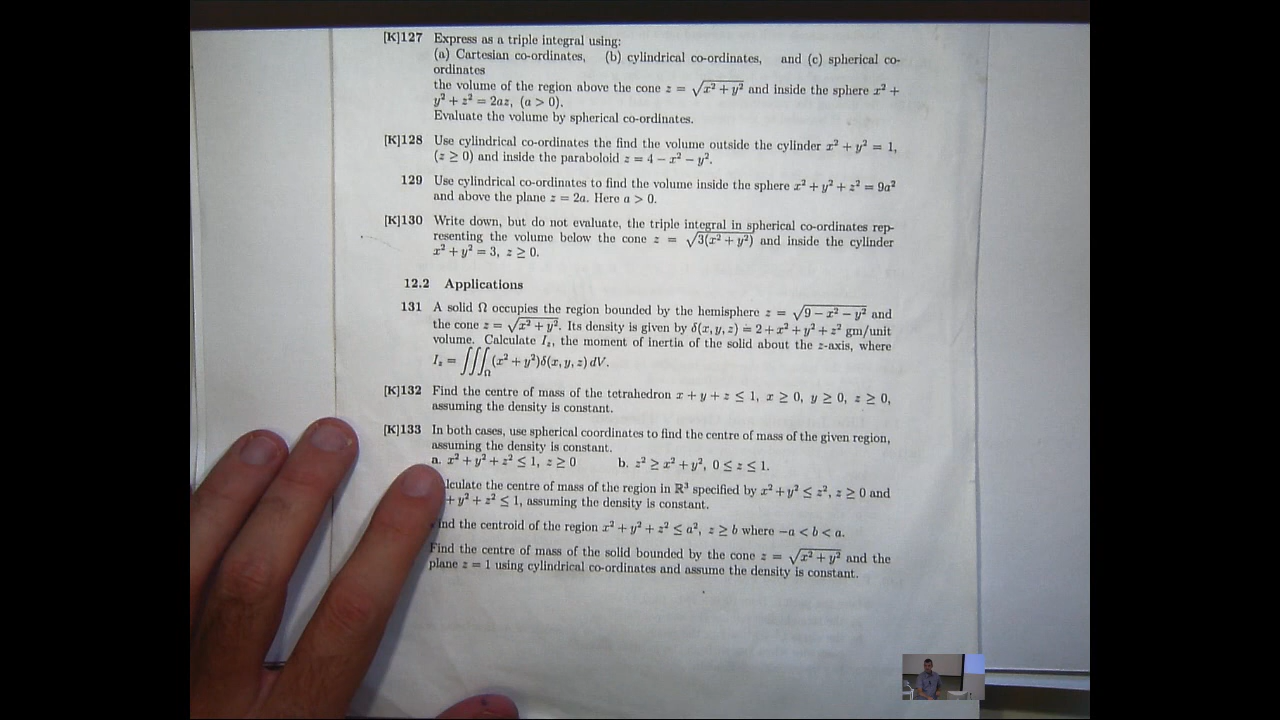 [K]127 Express as a triple integral using:
(a) Cartesian co-ordinates, (b) cylindrical co-ordinates, and (c) spherical co-
ordinates
the volume of the region above the cone z = √(x² + y²) and inside the sphere x² +
y² + z² = 2az, (a > 0).
Evaluate the volume by spherical co-ordinates.
[K]128 Use cylindrical co-ordinates the find the volume outside the cylinder x² + y² = 1,
(z ≥ 0) and inside the paraboloid z = 4 − x² − y².
129 Use cylindrical co-ordinates to find the volume inside the sphere x² + y² + z² = 9a²
and above the plane z = 2a. Here a > 0.
[K]130 Write down, but do not evaluate, the triple integral in spherical co-ordinates rep-
resenting the volume below the cone z = √(3(x² + y²)) and inside the cylinder
x² + y² = 3, z ≥ 0.
12.2 Applications
131 A solid Ω occupies the region bounded by the hemisphere z = √(9 − x² − y²) and
the cone z = √(x² + y²). Its density is given by δ(x, y, z) = 2 + x² + y² + z² gm/unit
volume. Calculate I_z, the moment of inertia of the solid about the z-axis, where
I_z = ∭_Ω (x² + y²)δ(x, y, z) dV.
[K]132 Find the centre of mass of the tetrahedron x + y + z ≤ 1, x ≥ 0, y ≥ 0, z ≥ 0,
assuming the density is constant.
[K]133 In both cases, use spherical coordinates to find the centre of mass of the given region,
assuming the density is constant.
a. x² + y² + z² ≤ 1, z ≥ 0 b. z² ≥ x² + y², 0 ≤ z ≤ 1.
lculate the centre of mass of the region in ℝ³ specified by x² + y² ≤ z², z ≥ 0 and
+ y² + z² ≤ 1, assuming the density is constant.
nd the centroid of the region x² + y² + z² ≤ a², z ≥ b where −a < b < a.
Find the centre of mass of the solid bounded by the cone z = √(x² + y²) and the
plane z = 1 using cylindrical co-ordinates and assume the density is constant.